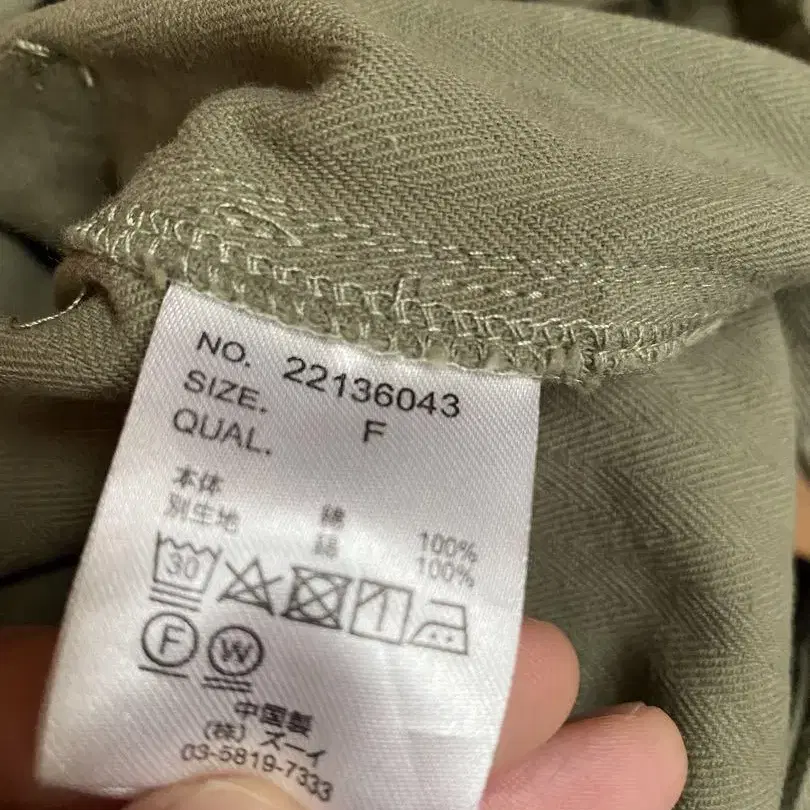 NO. 22136043
SIZE. F
QUAL.
本体 綿 100%
別生地 綿 100%
30
F W
中国製
(株) ズーイ
03-5819-7333